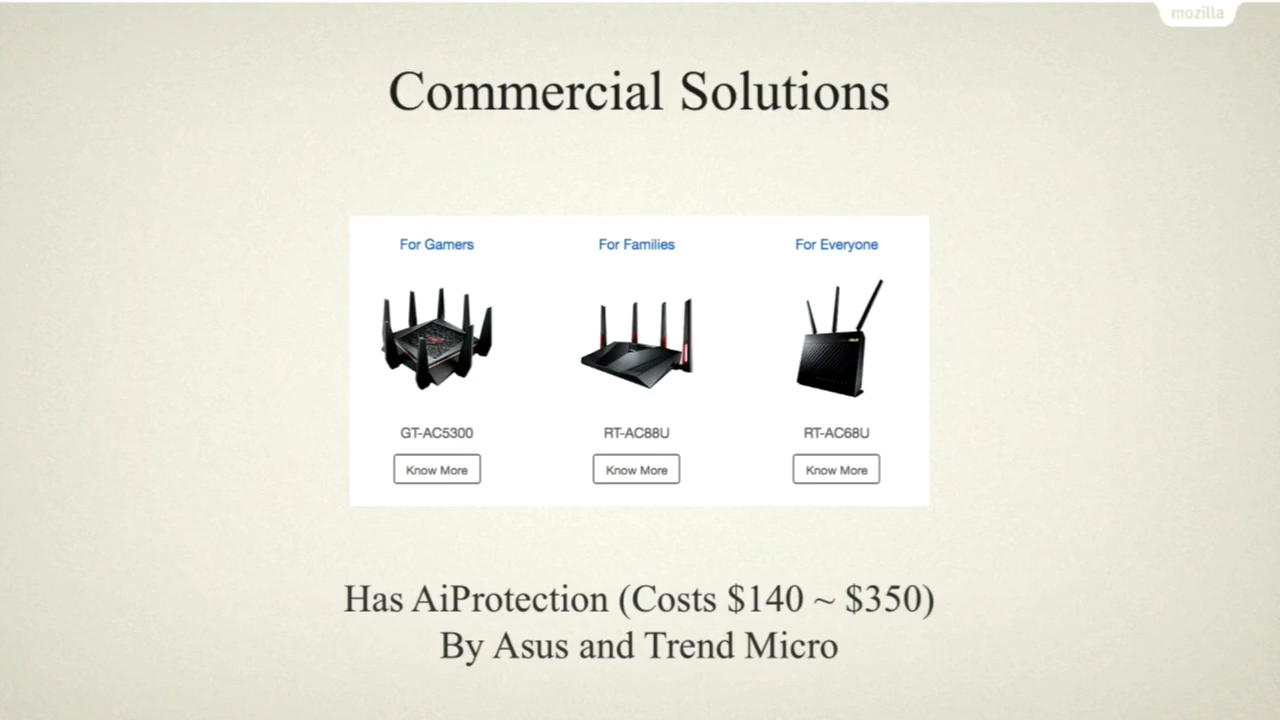 mozilla
Commercial Solutions
For Gamers For Families For Everyone
GT-AC5300 RT-AC88U RT-AC68U
Know More Know More Know More
Has AiProtection (Costs $140 ~ $350)
By Asus and Trend Micro